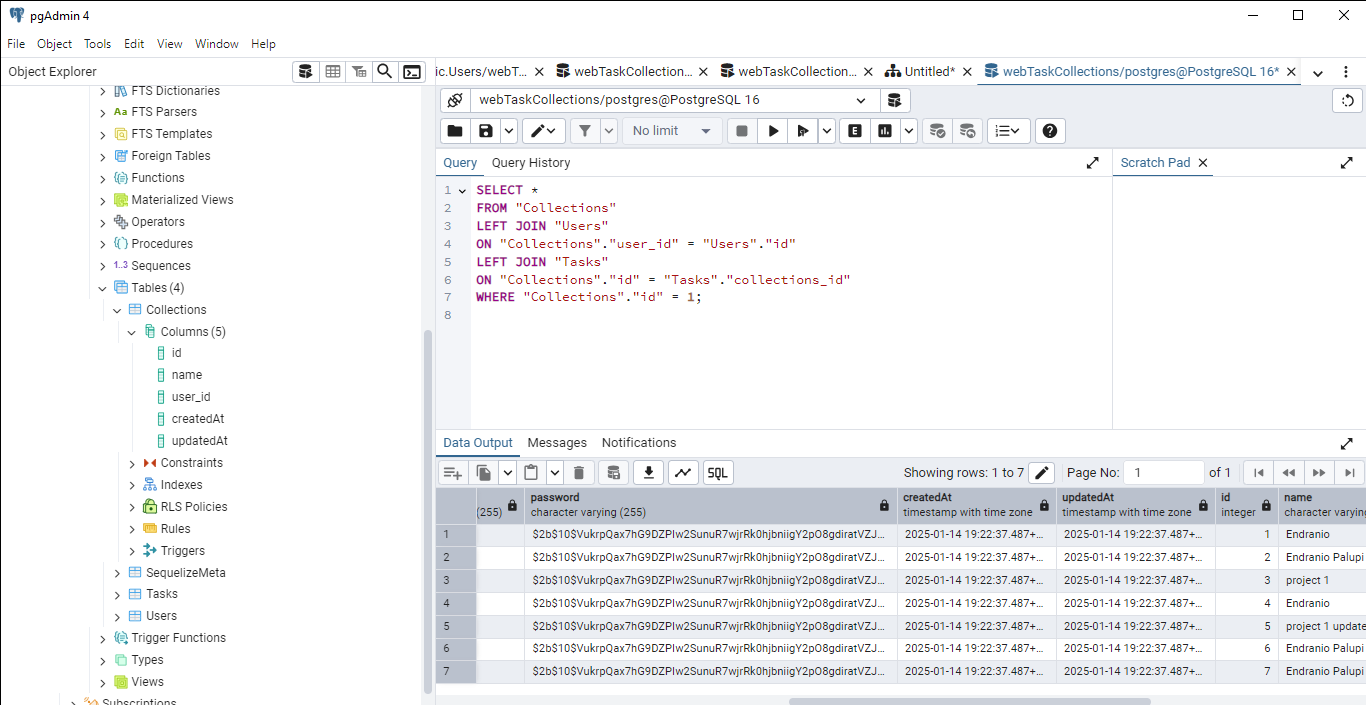 pgAdmin 4
File Object Tools Edit View Window Help
Object Explorer
FTS Dictionaries
Aa FTS Parsers
FTS Templates
Foreign Tables
Functions
Materialized Views
Operators
Procedures
1..3 Sequences
Tables (4)
Collections
Columns (5)
id
name
user_id
createdAt
updatedAt
Constraints
Indexes
RLS Policies
Rules
Triggers
SequelizeMeta
Tasks
Users
Trigger Functions
Types
Views
Subscriptions
ic.Users/webT... webTaskCollection... webTaskCollection... Untitled* webTaskCollections/postgres@PostgreSQL 16*
webTaskCollections/postgres@PostgreSQL 16
No limit E
Query Query History
1 SELECT *
2 FROM "Collections"
3 LEFT JOIN "Users"
4 ON "Collections"."user_id" = "Users"."id"
5 LEFT JOIN "Tasks"
6 ON "Collections"."id" = "Tasks"."collections_id"
7 WHERE "Collections"."id" = 1;
8
Scratch Pad
Data Output Messages Notifications
SQL Showing rows: 1 to 7 Page No: 1 of 1
(255) password character varying (255) createdAt timestamp with time zone updatedAt timestamp with time zone id integer name character varying
1 $2b$10$VukrpQax7hG9DZPIw2SunuR7wjrRk0hjbniigY2pO8gdiratVZJ... 2025-01-14 19:22:37.487+... 2025-01-14 19:22:37.487+... 1 Endranio
2 $2b$10$VukrpQax7hG9DZPIw2SunuR7wjrRk0hjbniigY2pO8gdiratVZJ... 2025-01-14 19:22:37.487+... 2025-01-14 19:22:37.487+... 2 Endranio Palupi
3 $2b$10$VukrpQax7hG9DZPIw2SunuR7wjrRk0hjbniigY2pO8gdiratVZJ... 2025-01-14 19:22:37.487+... 2025-01-14 19:22:37.487+... 3 project 1
4 $2b$10$VukrpQax7hG9DZPIw2SunuR7wjrRk0hjbniigY2pO8gdiratVZJ... 2025-01-14 19:22:37.487+... 2025-01-14 19:22:37.487+... 4 Endranio
5 $2b$10$VukrpQax7hG9DZPIw2SunuR7wjrRk0hjbniigY2pO8gdiratVZJ... 2025-01-14 19:22:37.487+... 2025-01-14 19:22:37.487+... 5 project 1 update
6 $2b$10$VukrpQax7hG9DZPIw2SunuR7wjrRk0hjbniigY2pO8gdiratVZJ... 2025-01-14 19:22:37.487+... 2025-01-14 19:22:37.487+... 6 Endranio Palupi
7 $2b$10$VukrpQax7hG9DZPIw2SunuR7wjrRk0hjbniigY2pO8gdiratVZJ... 2025-01-14 19:22:37.487+... 2025-01-14 19:22:37.487+... 7 Endranio Palupi